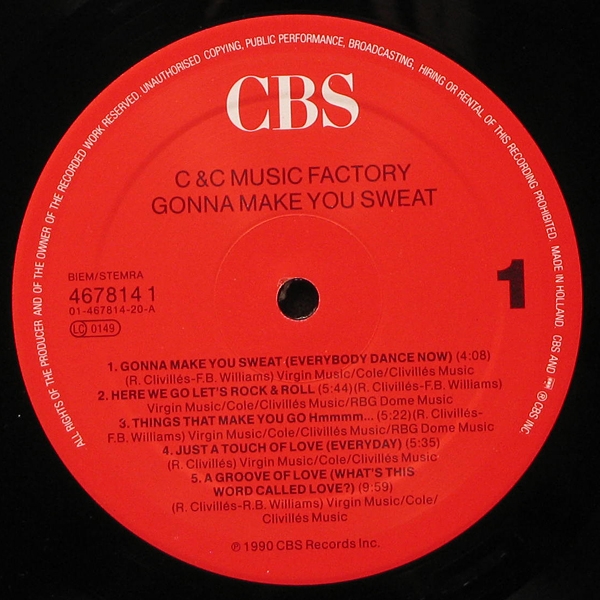 ALL RIGHTS OF THE PRODUCER AND OF THE OWNER OF THE RECORDED WORK RESERVED. UNAUTHORISED COPYING, PUBLIC PERFORMANCE, BROADCASTING, HIRING OR RENTAL OF THIS RECORDING PROHIBITED. MADE IN HOLLAND. CBS AND ℗ CBS INC.
CBS
C & C MUSIC FACTORY
GONNA MAKE YOU SWEAT
BIEM/STEMRA
467814 1
01-467814-20-A
LC 0149
1
1. GONNA MAKE YOU SWEAT (EVERYBODY DANCE NOW) (4:08)
(R. Clivillés-F.B. Williams) Virgin Music/Cole/Clivillés Music
2. HERE WE GO LET'S ROCK & ROLL (5:44)(R. Clivillés-F.B. Williams)
Virgin Music/Cole/Clivillés Music/RBG Dome Music
3. THINGS THAT MAKE YOU GO Hmmmm... (5:22)(R. Clivillés-
F.B. Williams) Virgin Music/Cole/Clivillés Music/RBG Dome Music
4. JUST A TOUCH OF LOVE (EVERYDAY) (5:35)
(R. Clivillés) Virgin Music/Cole/Clivillés Music
5. A GROOVE OF LOVE (WHAT'S THIS
WORD CALLED LOVE?) (9:59)
(R. Clivillés-R.B. Williams) Virgin Music/Cole/
Clivillés Music
℗ 1990 CBS Records Inc.